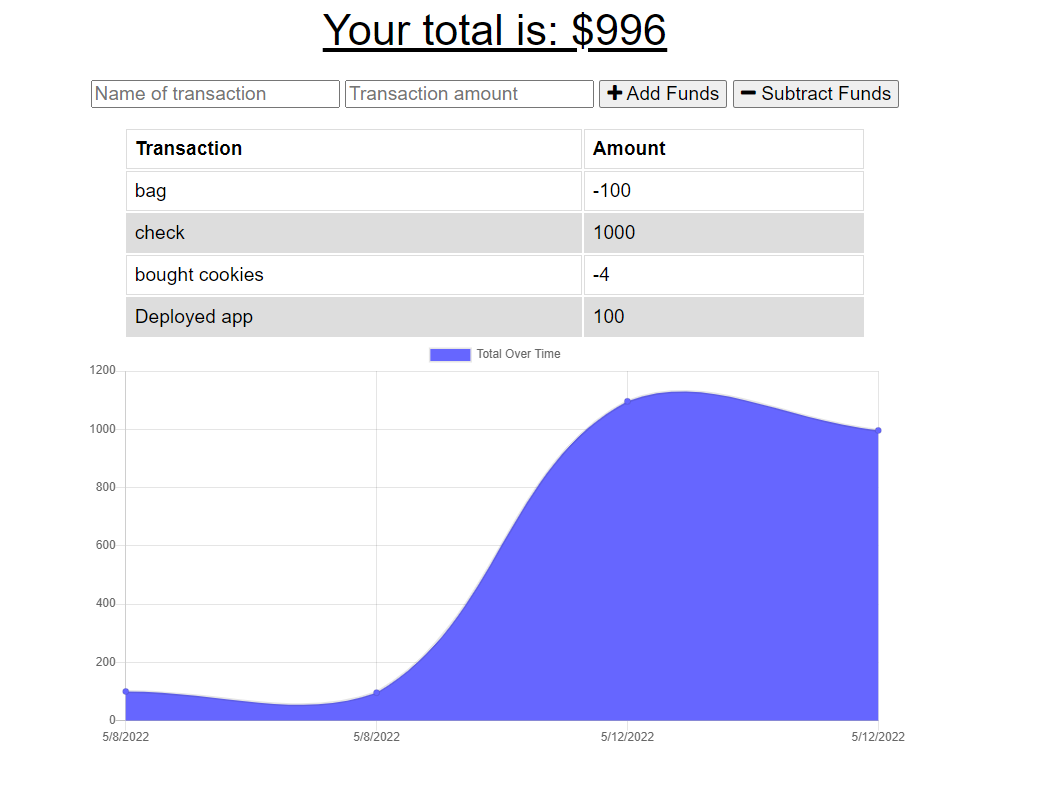 Your total is: $996
Name of transaction Transaction amount Add Funds Subtract Funds
Transaction Amount
bag -100
check 1000
bought cookies -4
Deployed app 100
Total Over Time
1200
1000
800
600
400
200
0
5/8/2022 5/8/2022 5/12/2022 5/12/2022